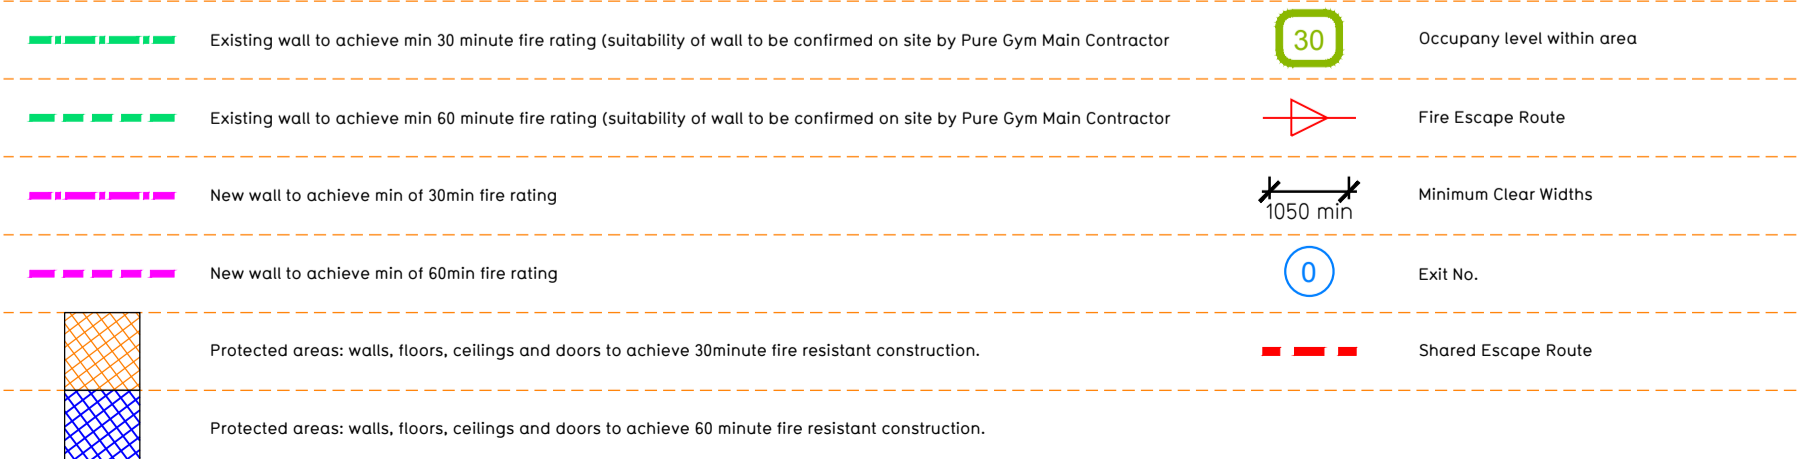 Existing wall to achieve min 30 minute fire rating (suitability of wall to be confirmed on site by Pure Gym Main Contractor
30
Occupany level within area
Existing wall to achieve min 60 minute fire rating (suitability of wall to be confirmed on site by Pure Gym Main Contractor
Fire Escape Route
New wall to achieve min of 30min fire rating
1050 min
Minimum Clear Widths
New wall to achieve min of 60min fire rating
0
Exit No.
Protected areas: walls, floors, ceilings and doors to achieve 30minute fire resistant construction.
Shared Escape Route
Protected areas: walls, floors, ceilings and doors to achieve 60 minute fire resistant construction.